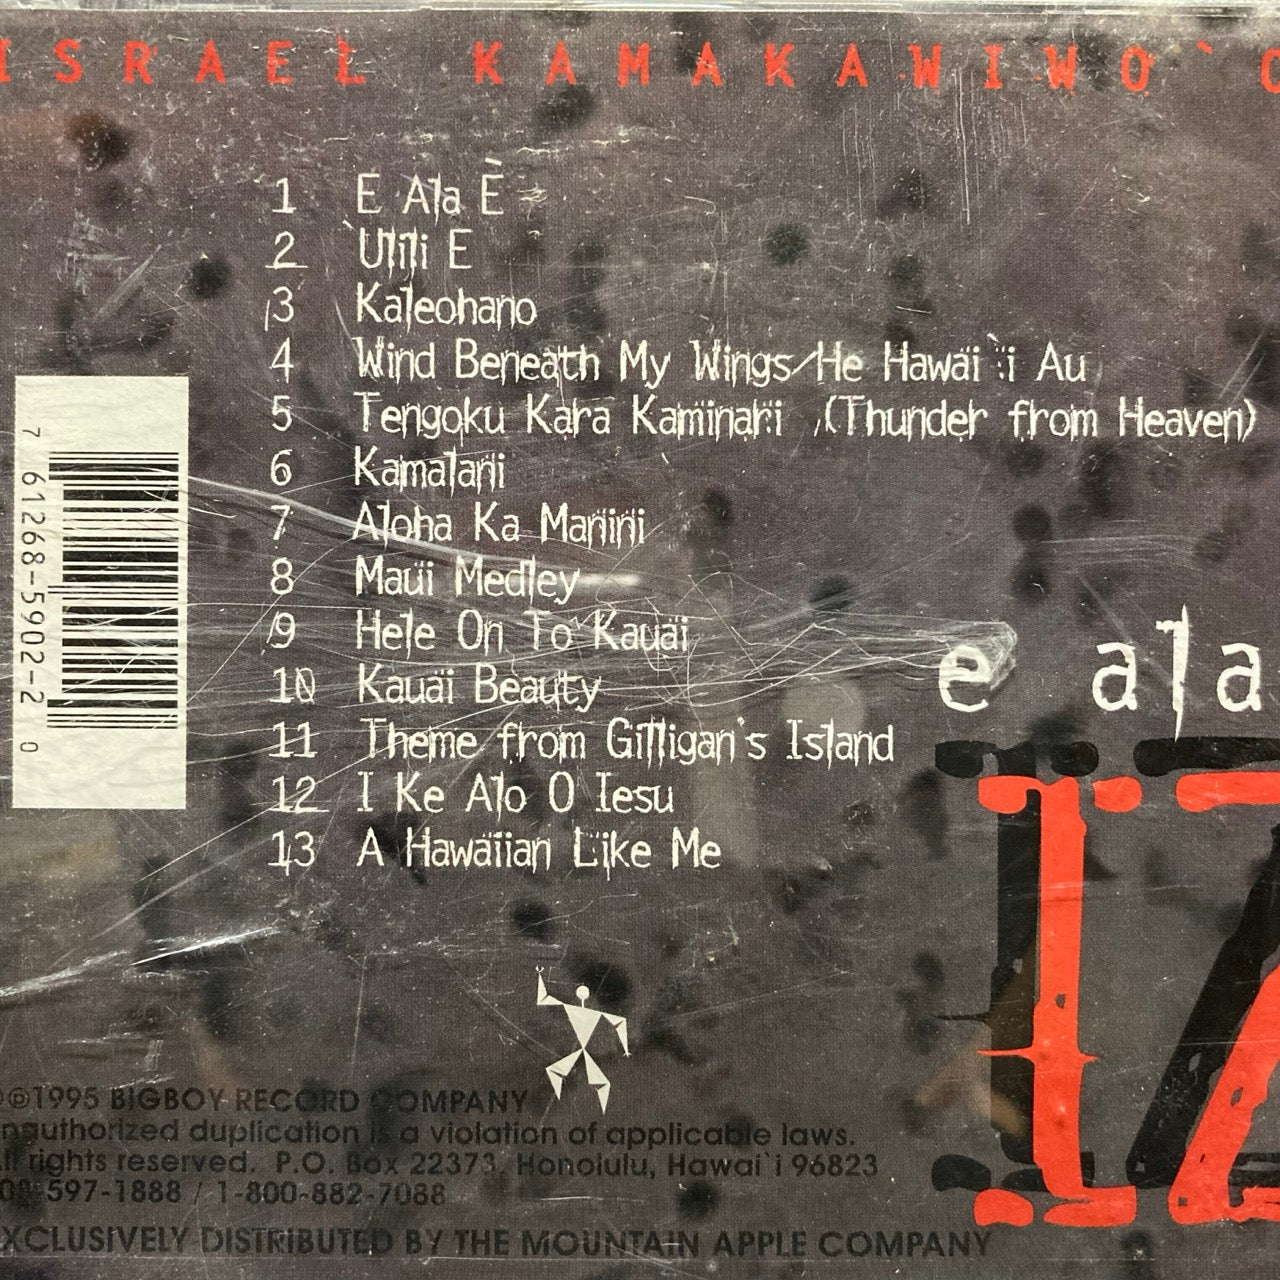 ISRAEL KAMAKAWIWO`O
1 E Ala È
2 `Ulili E
3 Kaleohano
4 Wind Beneath My Wings/He Hawai`i Au
5 Tengoku Kara Kaminari (Thunder from Heaven)
6 Kamalani
7 Aloha Ka Manini
8 Maui Medley
9 Hele On To Kauai
10 Kauai Beauty
11 Theme from Gilligan's Island
12 I Ke Alo O Iesu
13 A Hawaiian Like Me
7 61268-5902-2 0
e ala
IZ
©1995 BIGBOY RECORD COMPANY
nauthorized duplication is a violation of applicable laws.
All rights reserved. P.O. Box 22373, Honolulu, Hawai`i 96823
808 597-1888 / 1-800-882-7088
EXCLUSIVELY DISTRIBUTED BY THE MOUNTAIN APPLE COMPANY